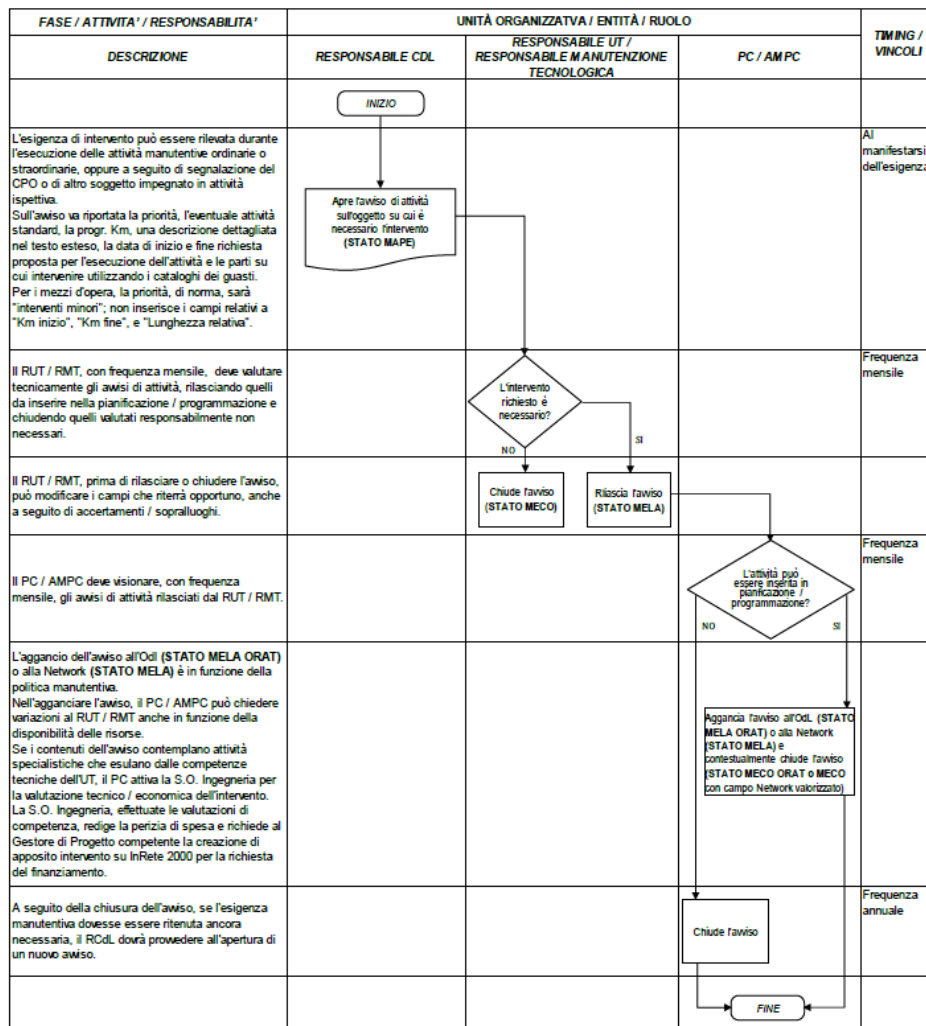 FASE / ATTIVITA' / RESPONSABILITA'
UNITÀ ORGANIZZATVA / ENTITÀ / RUOLO
TIMING /
VINCOLI
DESCRIZIONE
RESPONSABILE CDL
RESPONSABILE UT /
RESPONSABILE MANUTENZIONE
TECNOLOGICA
PC / AMPC
INIZIO
L'esigenza di intervento può essere rilevata durante
l'esecuzione delle attività manutentive ordinarie o
straordinarie, oppure a seguito di segnalazione del
CPO o di altro soggetto impegnato in attività
ispettiva.
Sull'avviso va riportata la priorità, l'eventuale attività
standard, la progr. Km, una descrizione dettagliata
nel testo esteso, la data di inizio e fine richiesta
proposta per l'esecuzione dell'attività e le parti su
cui intervenire utilizzando i cataloghi dei guasti.
Per i mezzi d'opera, la priorità, di norma, sarà
"interventi minori"; non inserisce i campi relativi a
"Km inizio", "Km fine", e "Lunghezza relativa".
Apre l'avviso di attività
sull'oggetto su cui è
necessario l'intervento
(STATO MAPE)
Al
manifestarsi
dell'esigenza
Il RUT / RMT, con frequenza mensile, deve valutare
tecnicamente gli avvisi di attività, rilasciando quelli
da inserire nella pianificazione / programmazione e
chiudendo quelli valutati responsabilmente non
necessari.
L'intervento
richiesto è
necessario?
NO
SI
Frequenza
mensile
Il RUT / RMT, prima di rilasciare o chiudere l'avviso,
può modificare i campi che riterrà opportuno, anche
a seguito di accertamenti / sopralluoghi.
Chiude l'avviso
(STATO MECO)
Rilascia l'avviso
(STATO MELA)
Il PC / AMPC deve visionare, con frequenza
mensile, gli avvisi di attività rilasciati dal RUT / RMT.
L'attività può
essere inserita in
pianificazione /
programmazione?
NO
SI
Frequenza
mensile
L'aggancio dell'avviso all'Odl (STATO MELA ORAT)
o alla Network (STATO MELA) è in funzione della
politica manutentiva.
Nell'agganciare l'avviso, il PC / AMPC può chiedere
variazioni al RUT / RMT anche in funzione della
disponibilità delle risorse.
Se i contenuti dell'avviso contemplano attività
specialistiche che esulano dalle competenze
tecniche dell'UT, il PC attiva la S.O. Ingegneria per
la valutazione tecnico / economica dell'intervento.
La S.O. Ingegneria, effettuate le valutazioni di
competenza, redige la perizia di spesa e richiede al
Gestore di Progetto competente la creazione di
apposito intervento su InRete 2000 per la richiesta
del finanziamento.
Aggancia l'avviso all'OdL (STATO
MELA ORAT) o alla Network
(STATO MELA) e
contestualmente chiude l'avviso
(STATO MECO ORAT o MECO
con campo Network valorizzato)
A seguito della chiusura dell'avviso, se l'esigenza
manutentiva dovesse essere ritenuta ancora
necessaria, il RCdL dovrà provvedere all'apertura di
un nuovo avviso.
Chiude l'avviso
Frequenza
annuale
FINE